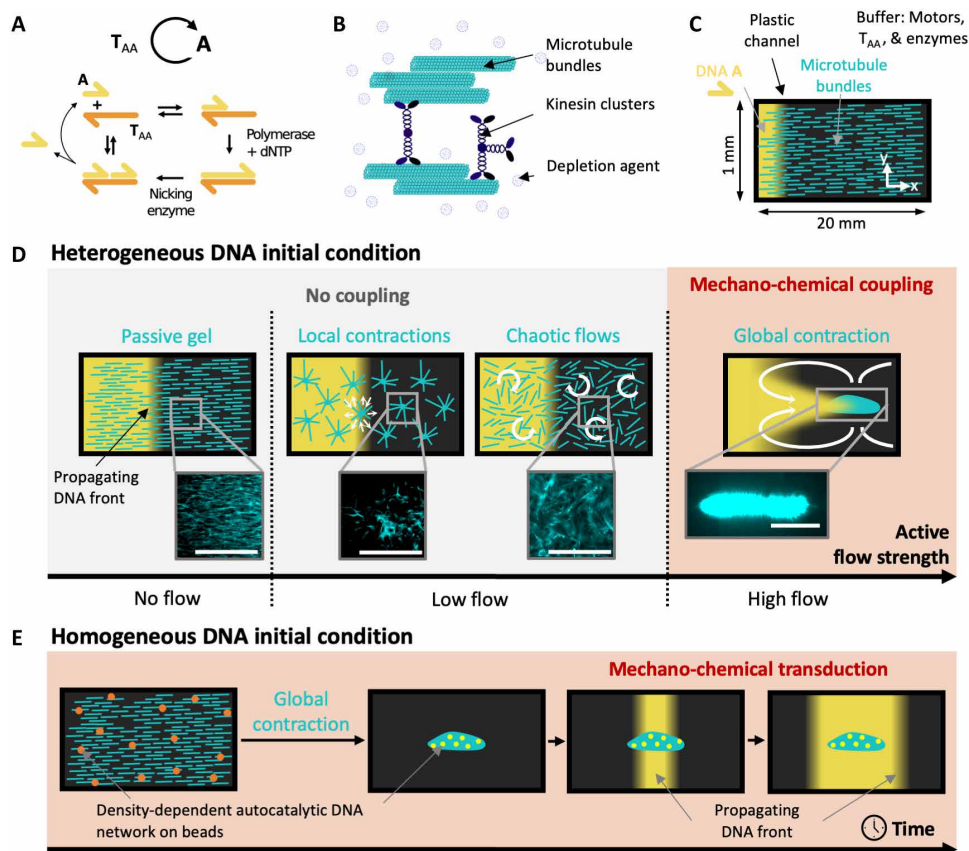 A
T_AA A
A
+
T_AA
Polymerase
+ dNTP
Nicking
enzyme
B
Microtubule
bundles
Kinesin clusters
Depletion agent
C
Plastic
channel
Buffer: Motors,
T_AA, & enzymes
DNA A
Microtubule
bundles
1 mm
y
x
20 mm
D Heterogeneous DNA initial condition
No coupling
Mechano-chemical coupling
Passive gel
Local contractions
Chaotic flows
Global contraction
Propagating
DNA front
Active
flow strength
No flow
Low flow
High flow
E Homogeneous DNA initial condition
Mechano-chemical transduction
Global
contraction
Density-dependent autocatalytic DNA
network on beads
Propagating
DNA front
Time